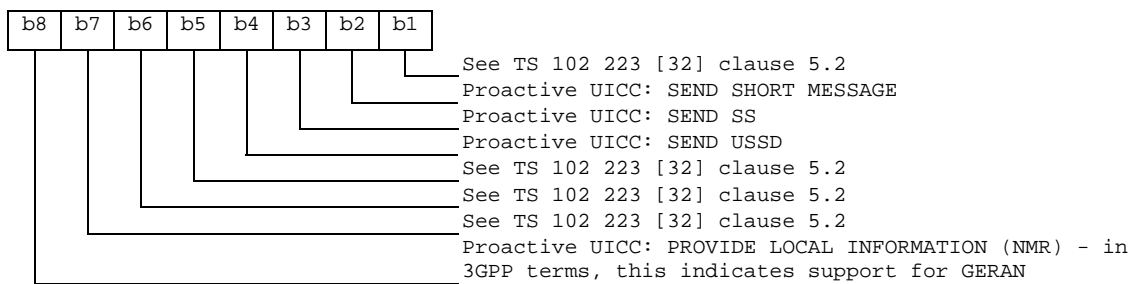 b8 b7 b6 b5 b4 b3 b2 b1
See TS 102 223 [32] clause 5.2
Proactive UICC: SEND SHORT MESSAGE
Proactive UICC: SEND SS
Proactive UICC: SEND USSD
See TS 102 223 [32] clause 5.2
See TS 102 223 [32] clause 5.2
See TS 102 223 [32] clause 5.2
Proactive UICC: PROVIDE LOCAL INFORMATION (NMR) - in
3GPP terms, this indicates support for GERAN